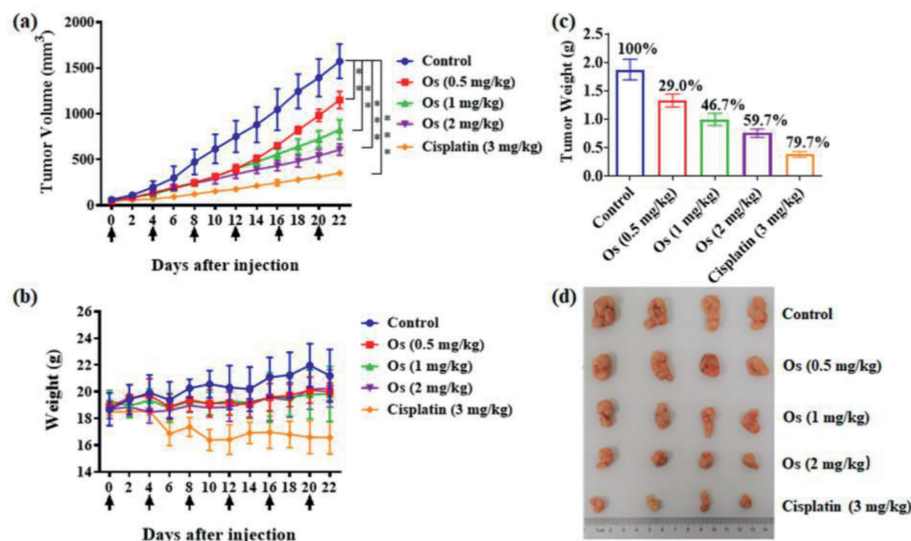 (a)
Tumor Volume (mm³)
2000
1500
1000
500
0
0 2 4 6 8 10 12 14 16 18 20 22
Days after injection
Control
Os (0.5 mg/kg)
Os (1 mg/kg)
Os (2 mg/kg)
Cisplatin (3 mg/kg)
(c)
Tumor Weight (g)
2.5
2.0
1.5
1.0
0.5
0.0
100%
29.0%
46.7%
59.7%
79.7%
Control
Os (0.5 mg/kg)
Os (1 mg/kg)
Os (2 mg/kg)
Cisplatin (3 mg/kg)
(b)
Weight (g)
26
24
22
20
18
16
14
0 2 4 6 8 10 12 14 16 18 20 22
Days after injection
Control
Os (0.5 mg/kg)
Os (1 mg/kg)
Os (2 mg/kg)
Cisplatin (3 mg/kg)
(d)
Control
Os (0.5 mg/kg)
Os (1 mg/kg)
Os (2 mg/kg)
Cisplatin (3 mg/kg)